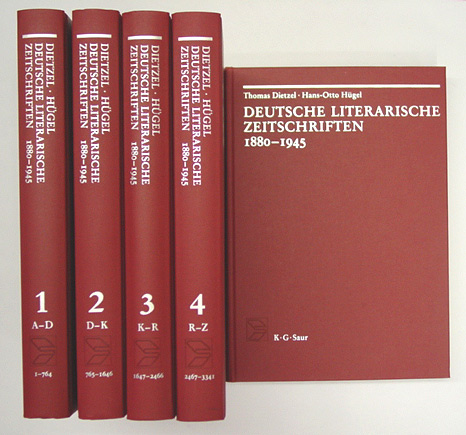 DIETZEL · HÜGEL
DEUTSCHE LITERARISCHE
ZEITSCHRIFTEN 1880–1945
1
A–D
1–764
DIETZEL · HÜGEL
DEUTSCHE LITERARISCHE
ZEITSCHRIFTEN 1880–1945
2
D–K
765–1646
DIETZEL · HÜGEL
DEUTSCHE LITERARISCHE
ZEITSCHRIFTEN 1880–1945
3
K–R
1647–2466
DIETZEL · HÜGEL
DEUTSCHE LITERARISCHE
ZEITSCHRIFTEN 1880–1945
4
R–Z
2467–3341
Thomas Dietzel · Hans-Otto Hügel
DEUTSCHE LITERARISCHE
ZEITSCHRIFTEN
1880–1945
K·G·Saur